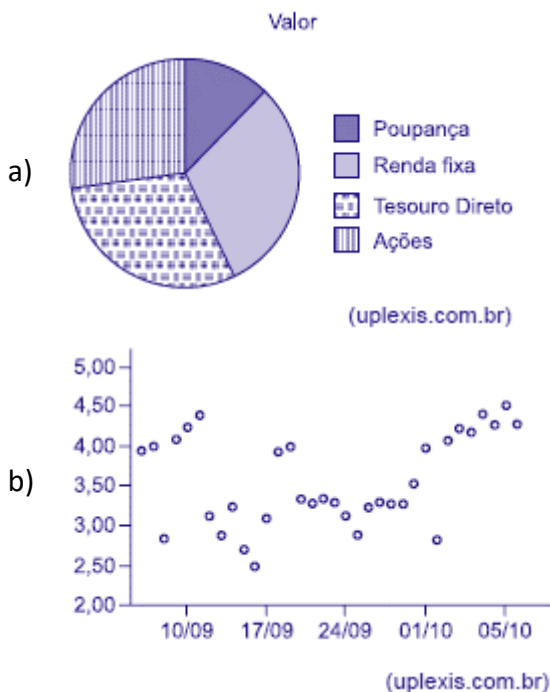 Valor
a)
Poupança
Renda fixa
Tesouro Direto
Ações
(uplexis.com.br)
b)
5,00
4,50
4,00
3,50
3,00
2,50
2,00
10/09 17/09 24/09 01/10 05/10
(uplexis.com.br)